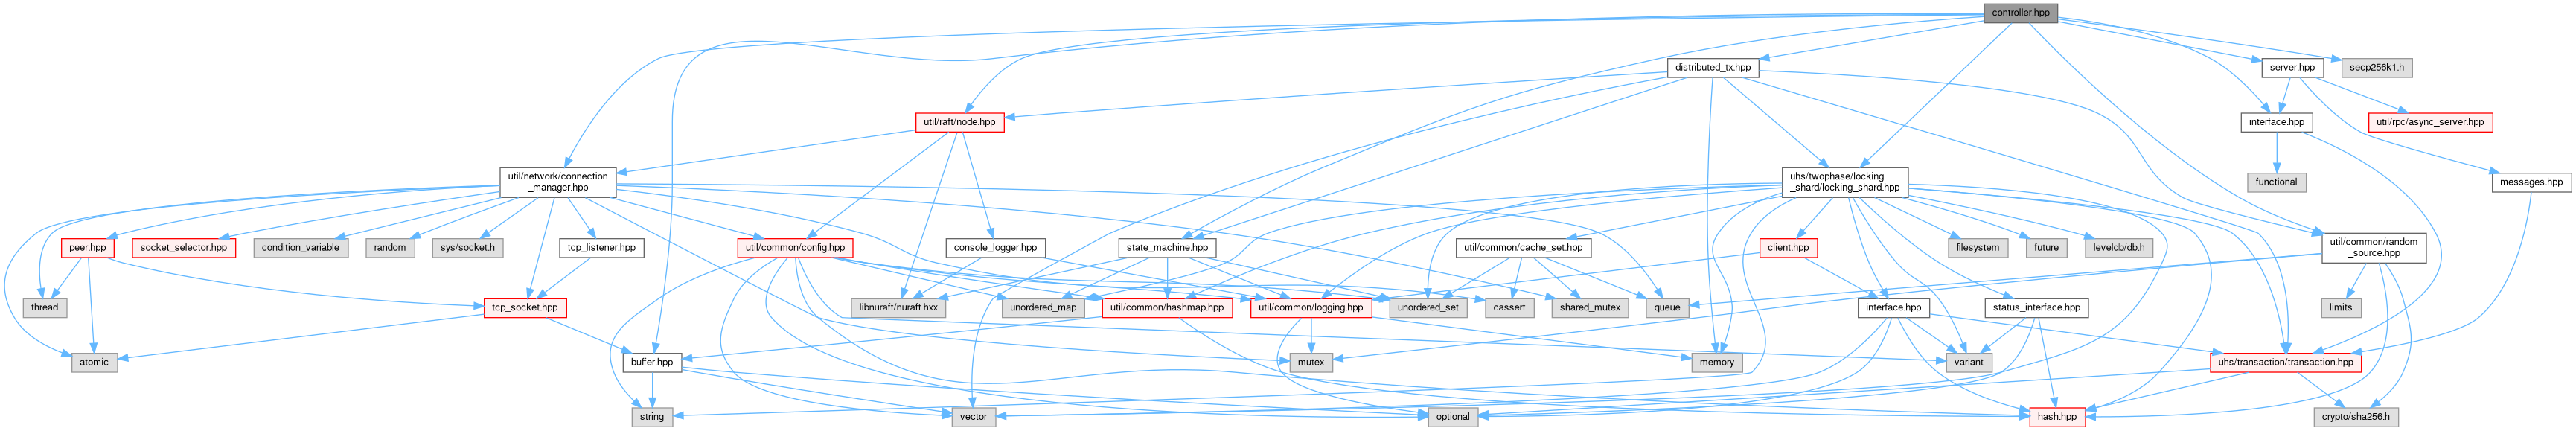 controller.hpp
distributed_tx.hpp
server.hpp
secp256k1.h
util/raft/node.hpp
interface.hpp
util/rpc/async_server.hpp
util/network/connection
_manager.hpp
uhs/twophase/locking
_shard/locking_shard.hpp
functional
messages.hpp
peer.hpp
socket_selector.hpp
condition_variable
random
sys/socket.h
tcp_listener.hpp
util/common/config.hpp
console_logger.hpp
state_machine.hpp
util/common/cache_set.hpp
client.hpp
filesystem
future
leveldb/db.h
util/common/random
_source.hpp
thread
tcp_socket.hpp
libnuraft/nuraft.hxx
unordered_map
util/common/hashmap.hpp
util/common/logging.hpp
unordered_set
cassert
shared_mutex
queue
interface.hpp
status_interface.hpp
limits
atomic
buffer.hpp
mutex
memory
variant
uhs/transaction/transaction.hpp
string
vector
optional
hash.hpp
crypto/sha256.h